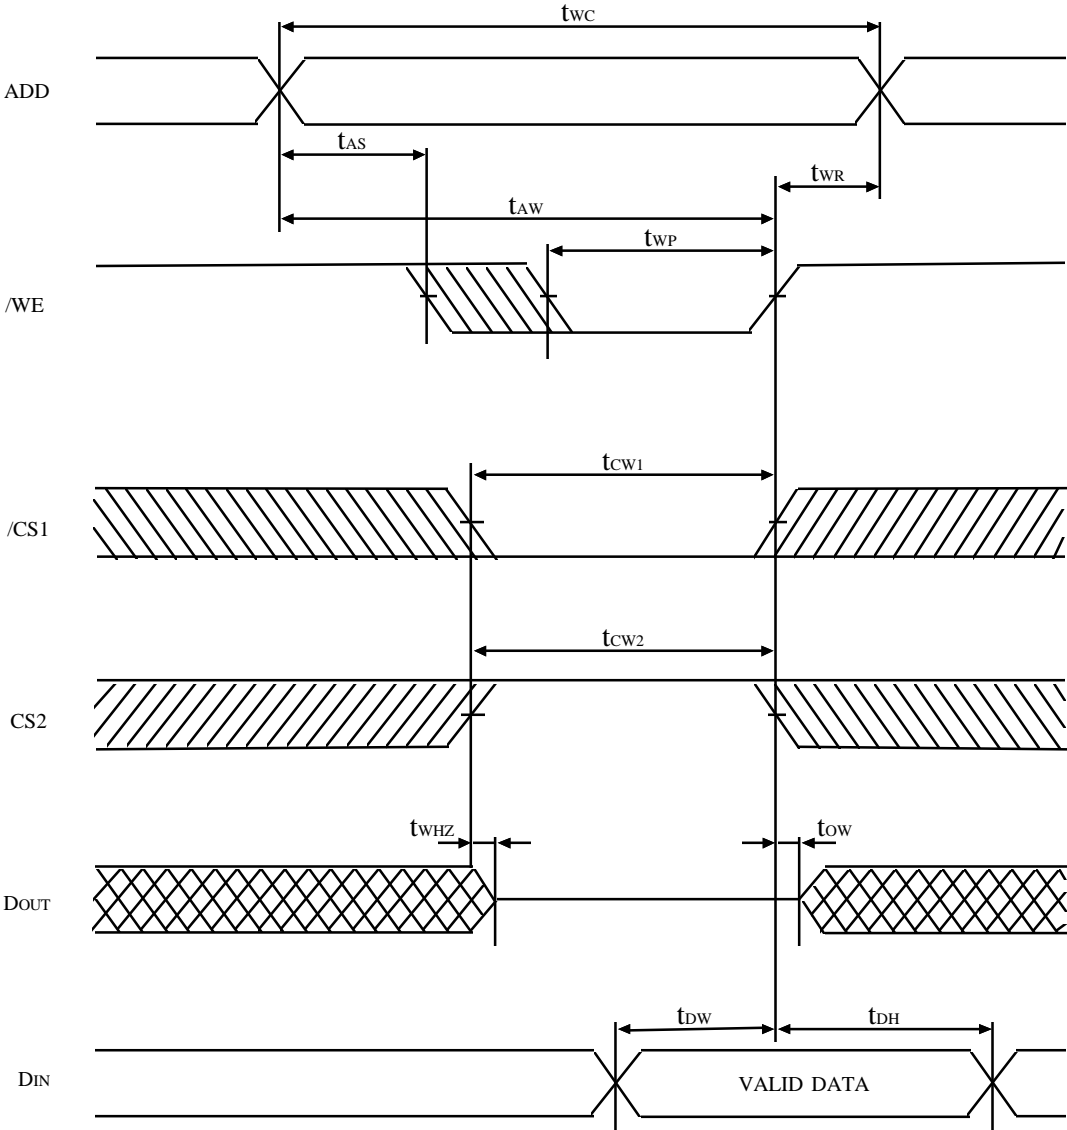 tWC
ADD
tAS
tWR
tAW
tWP
/WE
tCW1
/CS1
tCW2
CS2
tWHZ
tOW
DOUT
tDW
tDH
DIN
VALID DATA